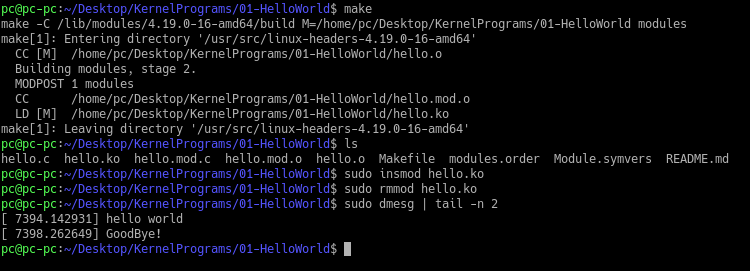 pc@pc-pc:~/Desktop/KernelPrograms/01-HelloWorld$ make
make -C /lib/modules/4.19.0-16-amd64/build M=/home/pc/Desktop/KernelPrograms/01-HelloWorld modules
make[1]: Entering directory '/usr/src/linux-headers-4.19.0-16-amd64'
  CC [M]  /home/pc/Desktop/KernelPrograms/01-HelloWorld/hello.o
  Building modules, stage 2.
  MODPOST 1 modules
  CC      /home/pc/Desktop/KernelPrograms/01-HelloWorld/hello.mod.o
  LD [M]  /home/pc/Desktop/KernelPrograms/01-HelloWorld/hello.ko
make[1]: Leaving directory '/usr/src/linux-headers-4.19.0-16-amd64'
pc@pc-pc:~/Desktop/KernelPrograms/01-HelloWorld$ ls
hello.c  hello.ko  hello.mod.c  hello.mod.o  hello.o  Makefile  modules.order  Module.symvers  README.md
pc@pc-pc:~/Desktop/KernelPrograms/01-HelloWorld$ sudo insmod hello.ko
pc@pc-pc:~/Desktop/KernelPrograms/01-HelloWorld$ sudo rmmod hello.ko
pc@pc-pc:~/Desktop/KernelPrograms/01-HelloWorld$ sudo dmesg | tail -n 2
[ 7394.142931] hello world
[ 7398.262649] GoodBye!
pc@pc-pc:~/Desktop/KernelPrograms/01-HelloWorld$